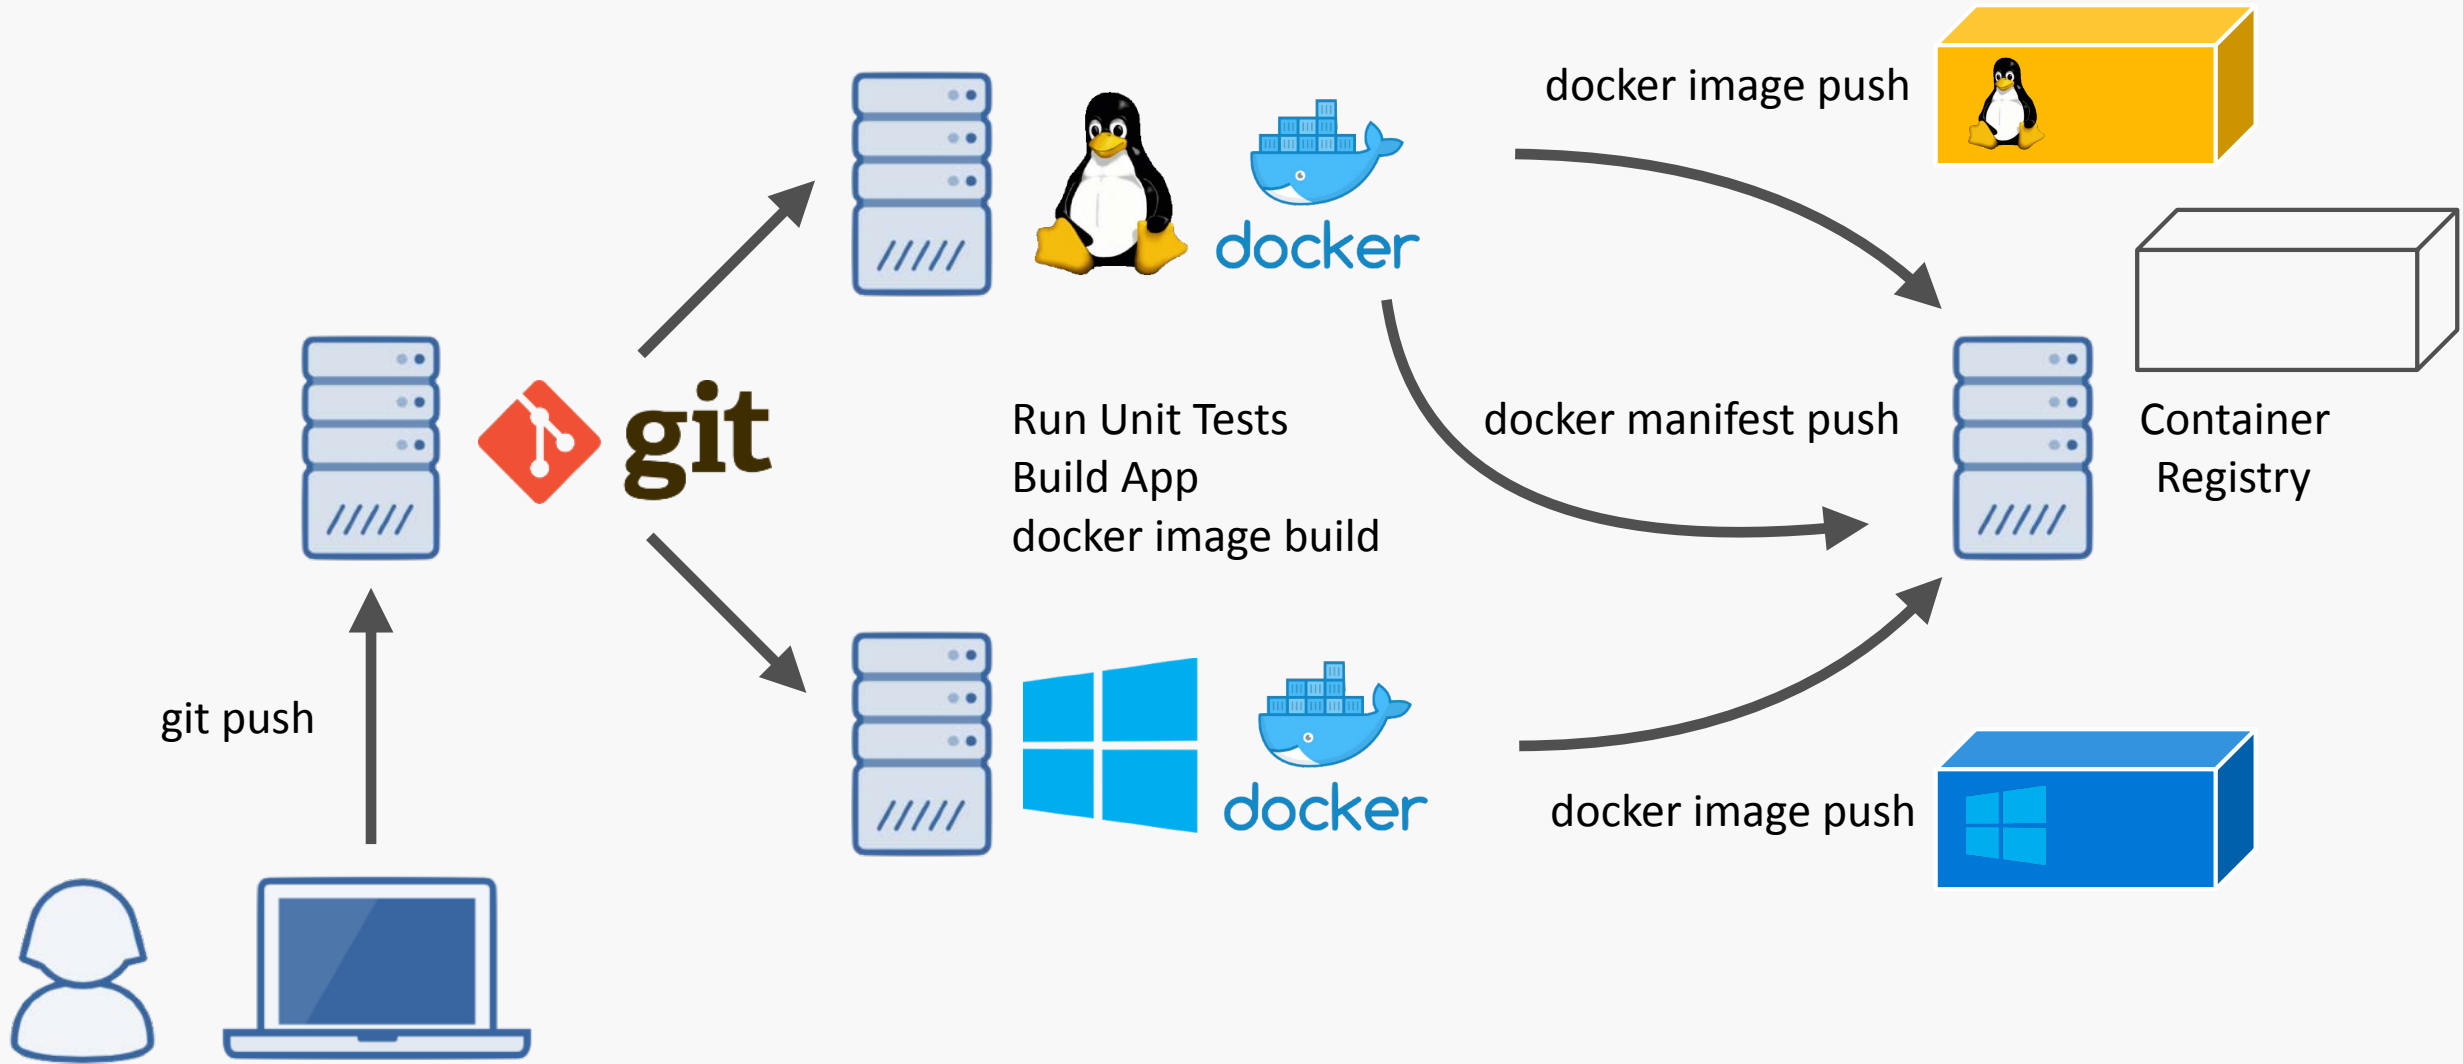 docker image push
docker
git
Run Unit Tests
Build App
docker image build
docker manifest push
Container
Registry
git push
docker
docker image push